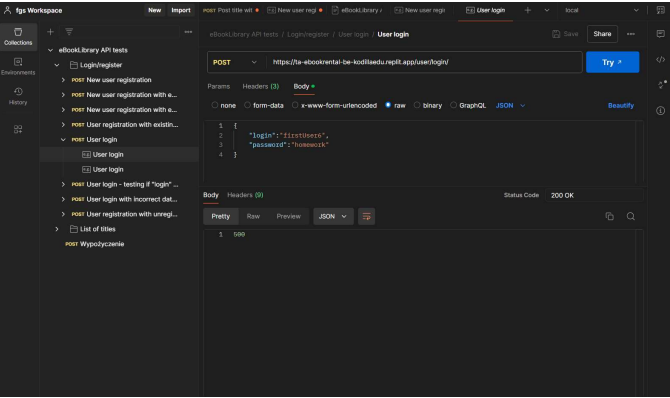 fgs Workspace New Import
POST Post title wit New user regi eBookLibrary / New user regin User login local
Collections
Environments
History
eBookLibrary API tests
Login/register
POST New user registration
POST New user registration with e...
POST New user registration with e...
POST User registration with existin...
POST User login
User login
User login
POST User login - testing if "login" ...
POST User login with incorrect dat...
POST User registration with unregi...
List of titles
POST Wypożyczenie
eBookLibrary API tests / Login/register / User login / User login Save Share
POST https://ta-ebookrental-be-kodillaedu.replit.app/user/login/ Try
Params Headers (3) Body
none form-data x-www-form-urlencoded raw binary GraphQL JSON Beautify
1 {
2 "login":"firstUser6",
3 "password":"homework"
4 }
Body Headers (9) Status Code 200 OK
Pretty Raw Preview JSON
1 500